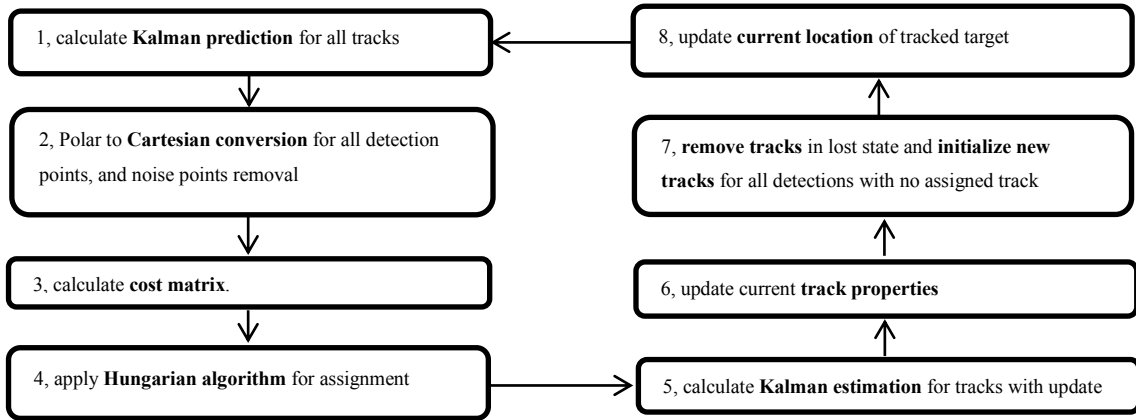 1, calculate Kalman prediction for all tracks
2, Polar to Cartesian conversion for all detection
points, and noise points removal
3, calculate cost matrix.
4, apply Hungarian algorithm for assignment
5, calculate Kalman estimation for tracks with update
6, update current track properties
7, remove tracks in lost state and initialize new
tracks for all detections with no assigned track
8, update current location of tracked target